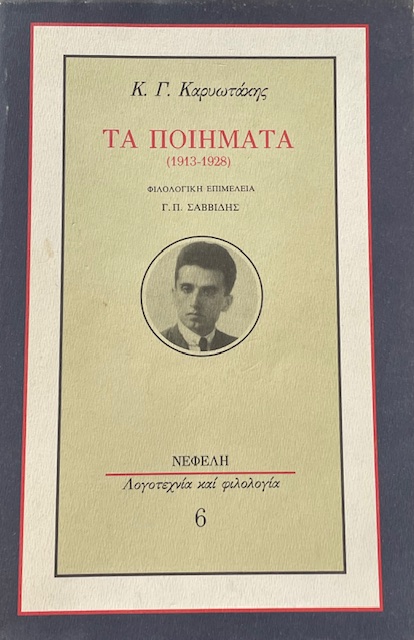 Κ. Γ. Καρυωτάκης
ΤΑ ΠΟΙΗΜΑΤΑ
(1913-1928)
ΦΙΛΟΛΟΓΙΚΗ ΕΠΙΜΕΛΕΙΑ
Γ. Π. ΣΑΒΒΙΔΗΣ
ΝΕΦΕΛΗ
Λογοτεχνία καί φιλολογία
6